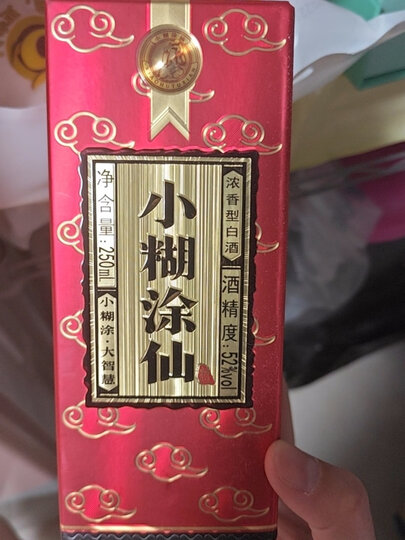 浓香型白酒
酒精度:52%vol
小糊涂仙
净含量:250mL
小糊涂·大智慧